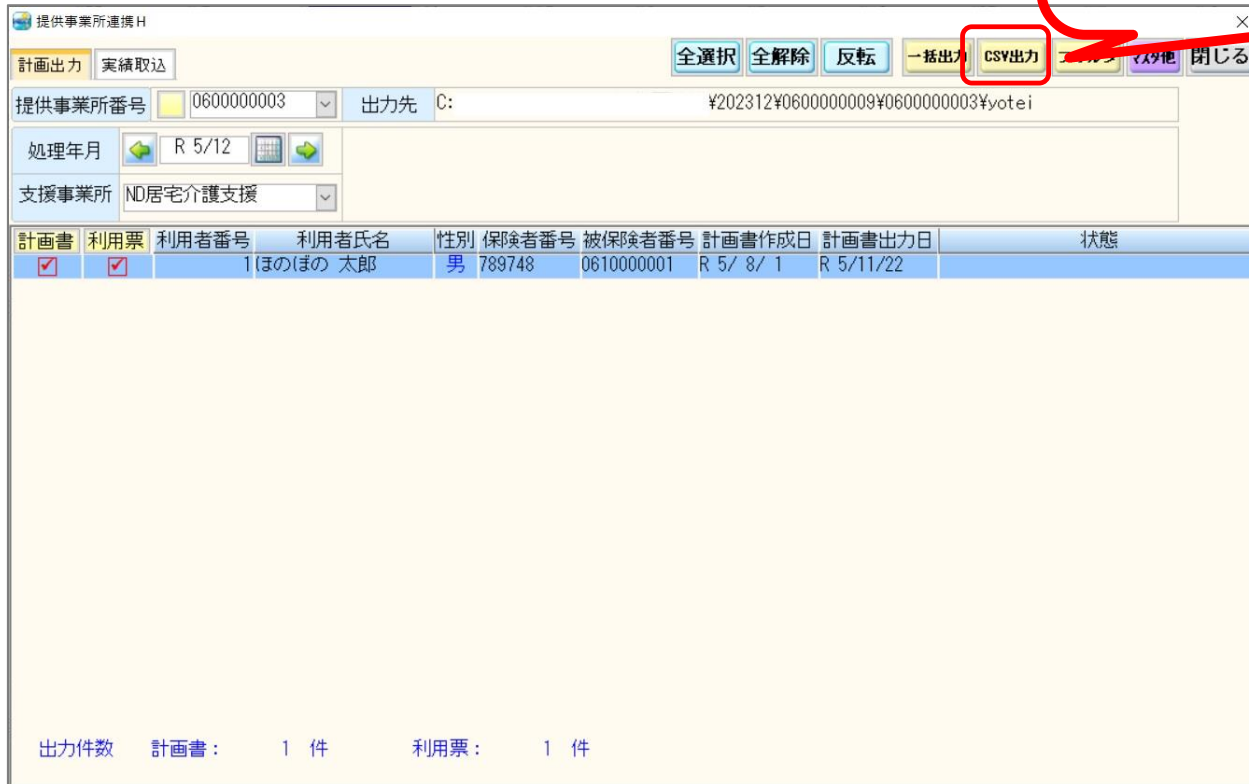 提供事業所連携H
計画出力 実績取込 全選択 全解除 反転 一括出力 CSV出力 マスタ他 閉じる
提供事業所番号 0600000003 出力先 C: ¥202312¥0600000009¥0600000003¥yotei
処理年月 R 5/12
支援事業所 ND居宅介護支援
計画書 利用票 利用者番号 利用者氏名 性別 保険者番号 被保険者番号 計画書作成日 計画書出力日 状態
1 ほのぼの 太郎 男 789748 0610000001 R 5/ 8/ 1 R 5/11/22
出力件数 計画書: 1 件 利用票: 1 件